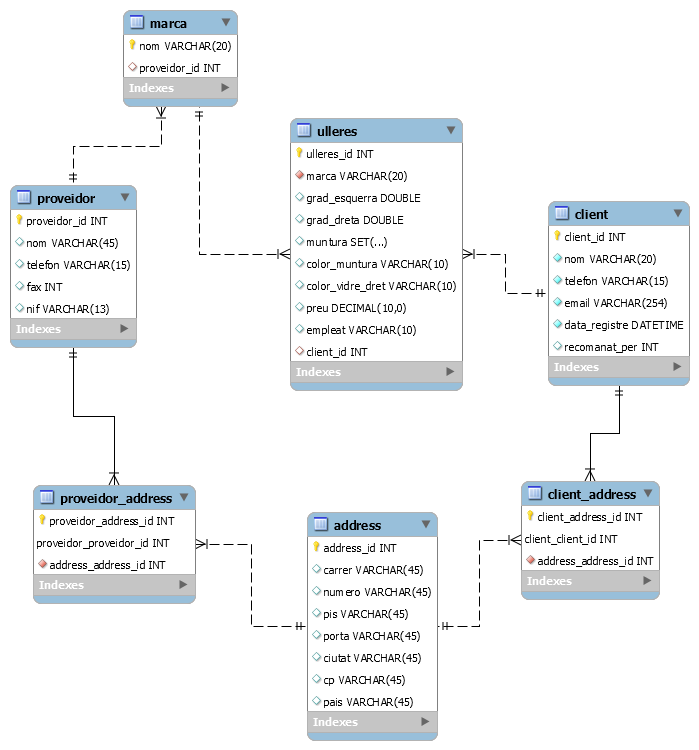 marca
nom VARCHAR(20)
proveidor_id INT
Indexes
ulleres
ulleres_id INT
marca VARCHAR(20)
grad_esquerra DOUBLE
grad_dreta DOUBLE
muntura SET(...)
color_muntura VARCHAR(10)
color_vidre_dret VARCHAR(10)
preu DECIMAL(10,0)
empleat VARCHAR(10)
client_id INT
Indexes
proveidor
proveidor_id INT
nom VARCHAR(45)
telefon VARCHAR(15)
fax INT
nif VARCHAR(13)
Indexes
client
client_id INT
nom VARCHAR(20)
telefon VARCHAR(15)
email VARCHAR(254)
data_registre DATETIME
recomanat_per INT
Indexes
proveidor_address
proveidor_address_id INT
proveidor_proveidor_id INT
address_address_id INT
Indexes
address
address_id INT
carrer VARCHAR(45)
numero VARCHAR(45)
pis VARCHAR(45)
porta VARCHAR(45)
ciutat VARCHAR(45)
cp VARCHAR(45)
pais VARCHAR(45)
Indexes
client_address
client_address_id INT
client_client_id INT
address_address_id INT
Indexes